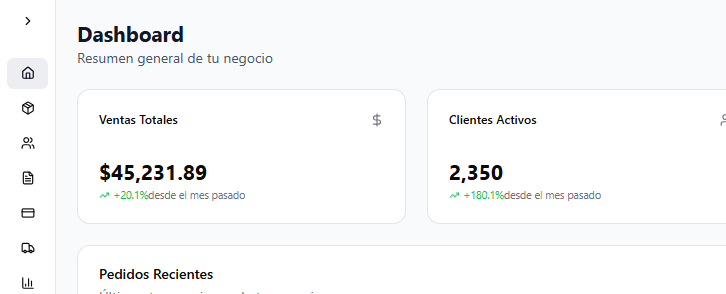 Dashboard
Resumen general de tu negocio
Ventas Totales
$
Clientes Activos
$45,231.89
+20.1%desde el mes pasado
2,350
+180.1%desde el mes pasado
Pedidos Recientes